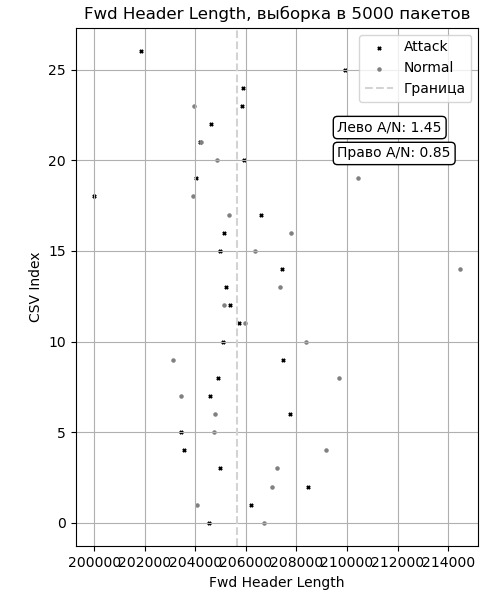 Fwd Header Length, выборка в 5000 пакетов
Attack
Normal
Граница
Лево A/N: 1.45
Право A/N: 0.85
25
20
15
10
5
0
CSV Index
200000 202000 204000 206000 208000 210000 212000 214000
Fwd Header Length